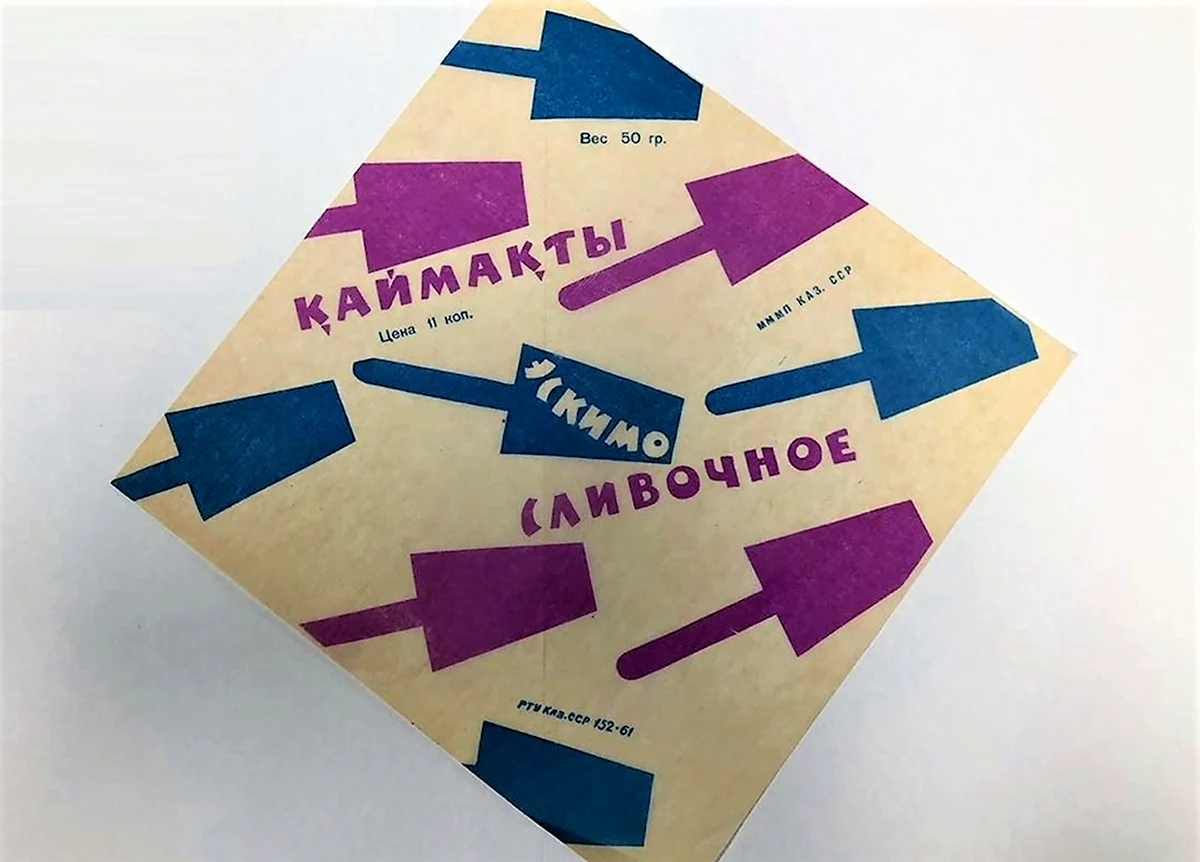 Вес 50 гр.
ҚАЙМАҚТЫ
МММП КАЗ. ССР
Цена 11 коп.
ЭСКИМО
СЛИВОЧНОЕ
РТУ Каз.ССР 152-61